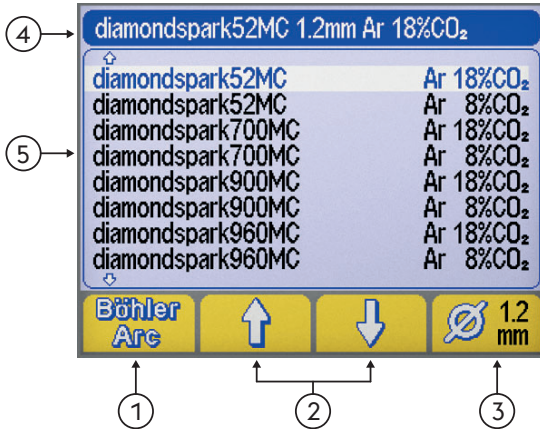 4
diamondspark52MC 1.2mm Ar 18%CO₂
5
diamondspark52MC Ar 18%CO₂
diamondspark52MC Ar 8%CO₂
diamondspark700MC Ar 18%CO₂
diamondspark700MC Ar 8%CO₂
diamondspark900MC Ar 18%CO₂
diamondspark900MC Ar 8%CO₂
diamondspark960MC Ar 18%CO₂
diamondspark960MC Ar 8%CO₂
Böhler
Arc
1.2
mm
1
2
3